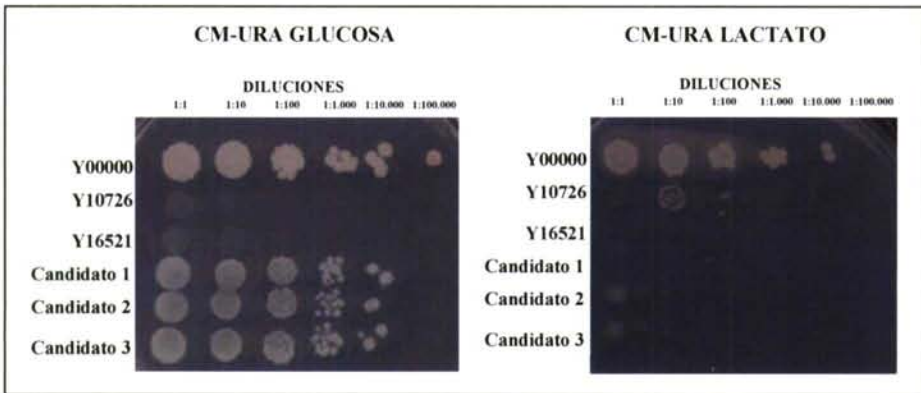 CM-URA GLUCOSA
DILUCIONES
1:1 1:10 1:100 1:1.000 1:10.000 1:100.000
Y00000
Y10726
Y16521
Candidato 1
Candidato 2
Candidato 3
CM-URA LACTATO
DILUCIONES
1:1 1:10 1:100 1:1.000 1:10.000 1:100.000
Y00000
Y10726
Y16521
Candidato 1
Candidato 2
Candidato 3